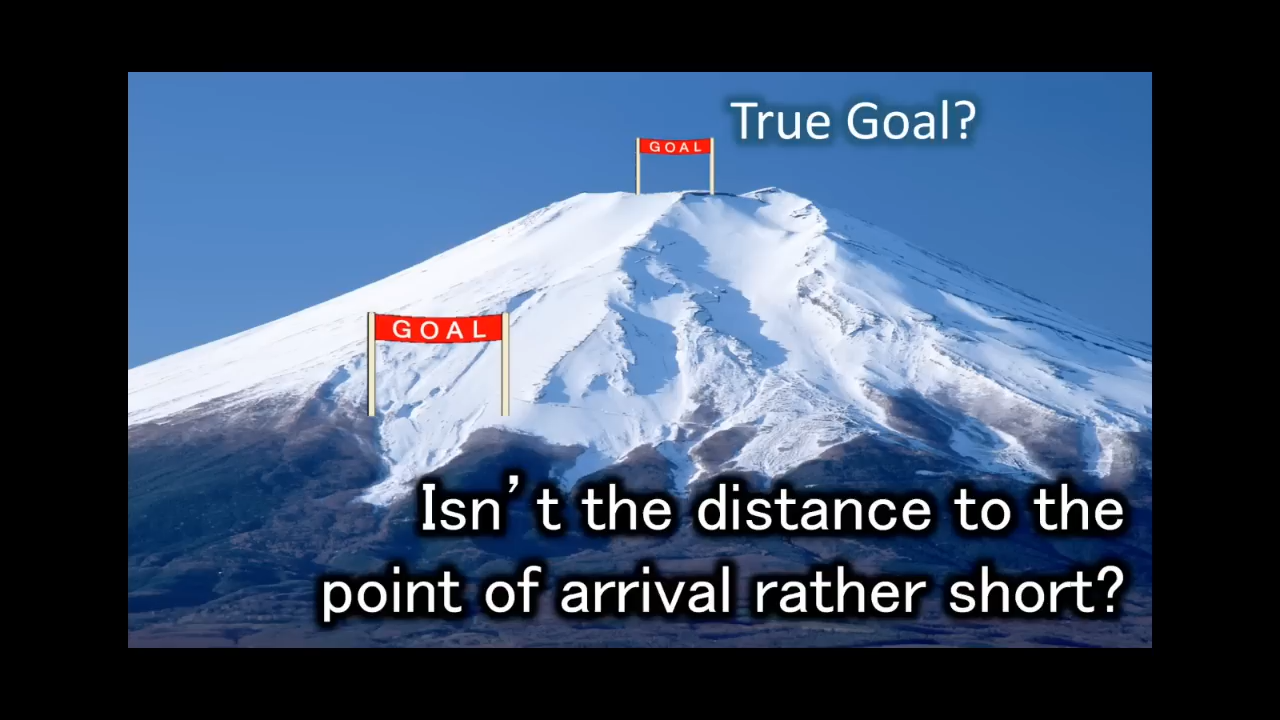 True Goal?
GOAL
GOAL
Isn’t the distance to the
point of arrival rather short?